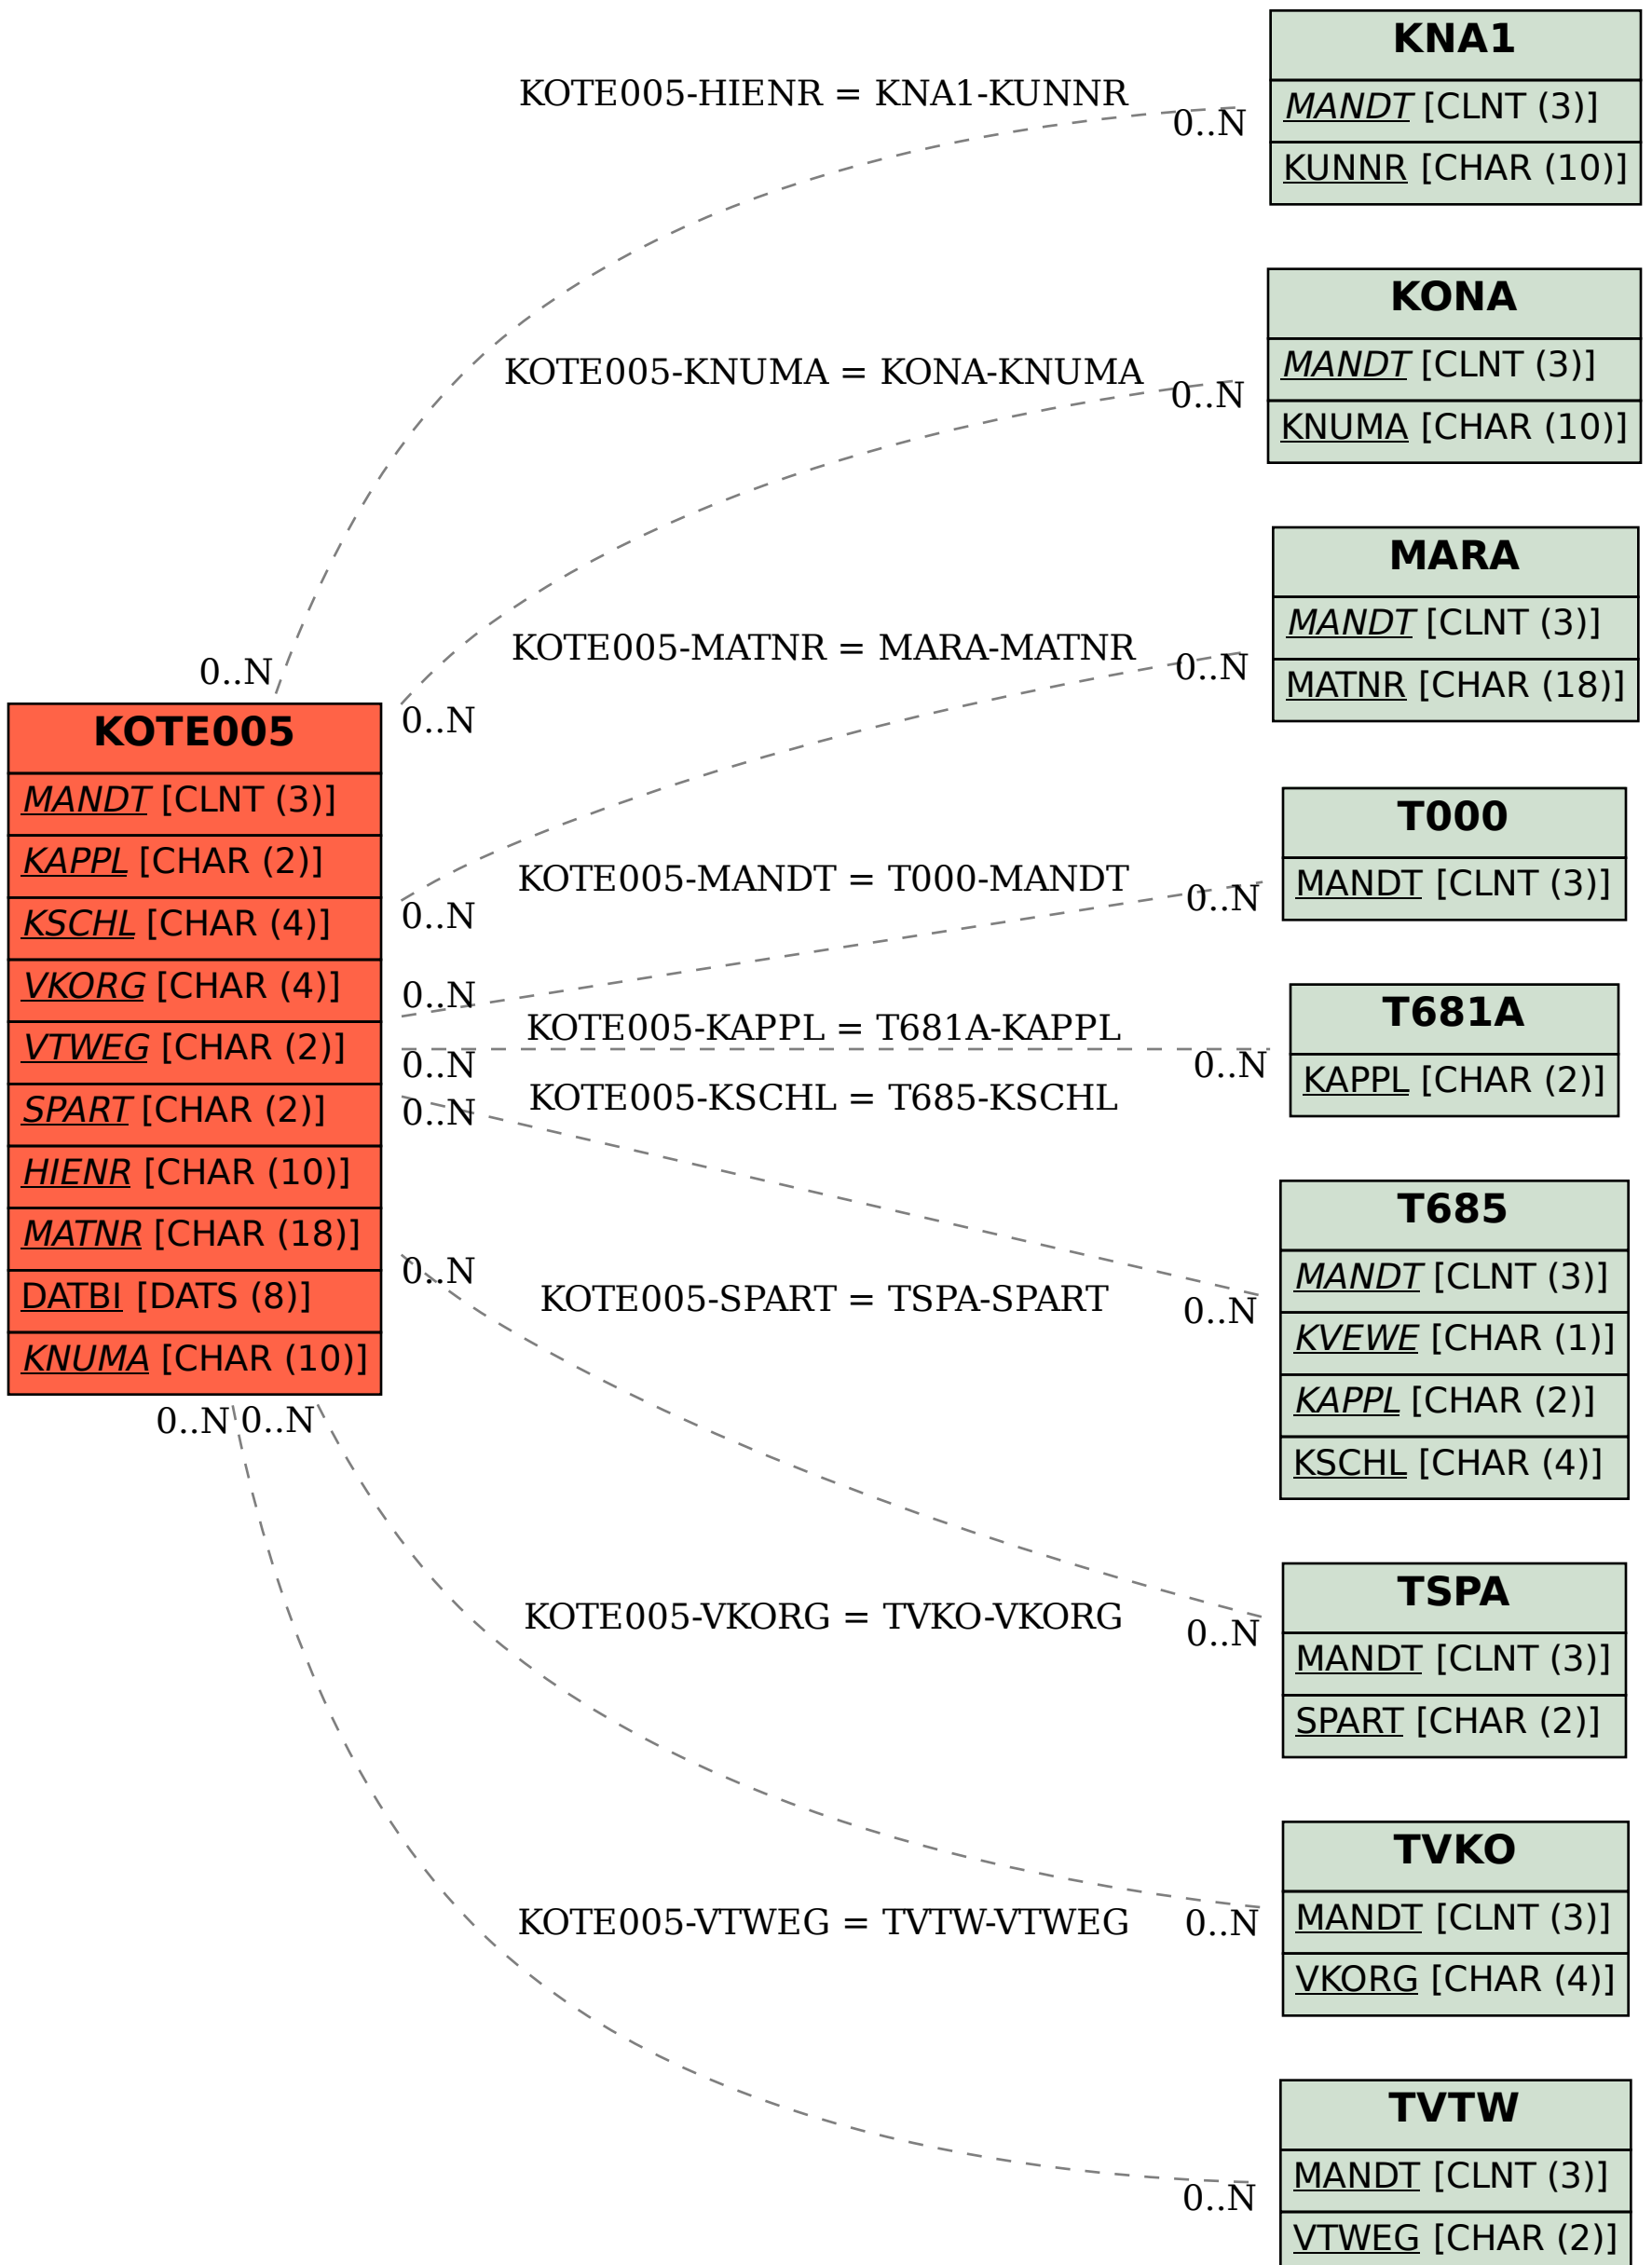 KOTE005
MANDT [CLNT (3)]
KAPPL [CHAR (2)]
KSCHL [CHAR (4)]
VKORG [CHAR (4)]
VTWEG [CHAR (2)]
SPART [CHAR (2)]
HIENR [CHAR (10)]
MATNR [CHAR (18)]
DATBI [DATS (8)]
KNUMA [CHAR (10)]
KOTE005-HIENR = KNA1-KUNNR
0..N
0..N
KNA1
MANDT [CLNT (3)]
KUNNR [CHAR (10)]
KOTE005-KNUMA = KONA-KNUMA
0..N
0..N
KONA
MANDT [CLNT (3)]
KNUMA [CHAR (10)]
KOTE005-MATNR = MARA-MATNR
0..N
0..N
MARA
MANDT [CLNT (3)]
MATNR [CHAR (18)]
KOTE005-MANDT = T000-MANDT
0..N
0..N
T000
MANDT [CLNT (3)]
KOTE005-KAPPL = T681A-KAPPL
0..N
0..N
T681A
KAPPL [CHAR (2)]
KOTE005-KSCHL = T685-KSCHL
0..N
0..N
T685
MANDT [CLNT (3)]
KVEWE [CHAR (1)]
KAPPL [CHAR (2)]
KSCHL [CHAR (4)]
KOTE005-SPART = TSPA-SPART
0..N
0..N
TSPA
MANDT [CLNT (3)]
SPART [CHAR (2)]
KOTE005-VKORG = TVKO-VKORG
0..N
0..N
TVKO
MANDT [CLNT (3)]
VKORG [CHAR (4)]
KOTE005-VTWEG = TVTW-VTWEG
0..N
0..N
TVTW
MANDT [CLNT (3)]
VTWEG [CHAR (2)]